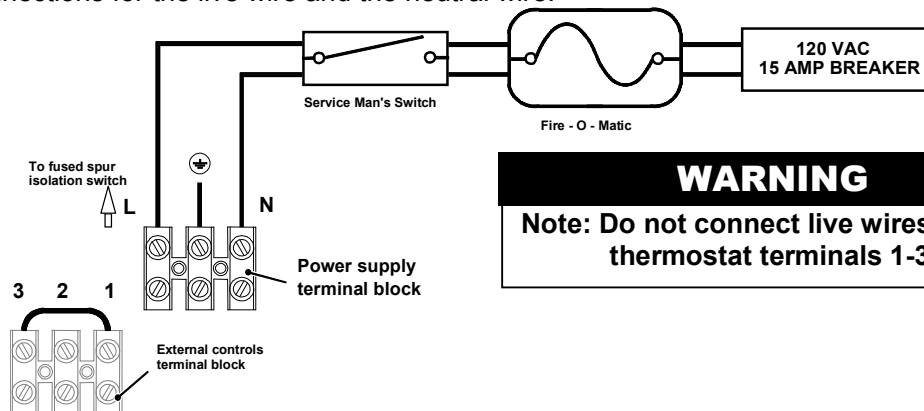 for the live wire and the neutral wire.
120 VAC
15 AMP BREAKER
Service Man's Switch
Fire - O - Matic
To fused spur
isolation switch
L
N
WARNING
Note: Do not connect live wires
thermostat terminals 1-3
Power supply
terminal block
3 2 1
External controls
terminal block